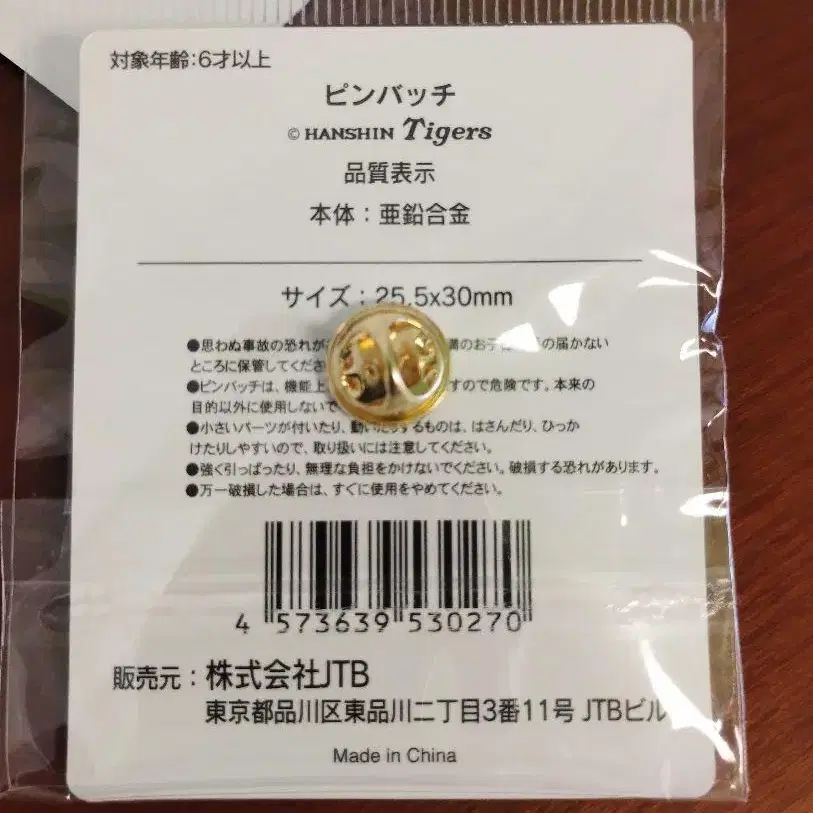 対象年齢:6才以上
ピンバッチ
© HANSHIN Tigers
品質表示
本体：亜鉛合金
サイズ：25.5x30mm
●思わぬ事故の恐れが のお子 の届かない
ところに保管してくださ
●ピンバッチは、機能上 すので危険です。本来の
目的以外に使用しないで
●小さいパーツが付いたり、動いたりするものは、はさんだり、ひっか
けたりしやすいので、取り扱いには注意してください。
●強く引っぱったり、無理な負担をかけないでください。破損する恐れがあります。
●万一破損した場合は、すぐに使用をやめてください。
4 573639 530270
販売元：株式会社JTB
東京都品川区東品川二丁目3番11号 JTBビル
Made in China